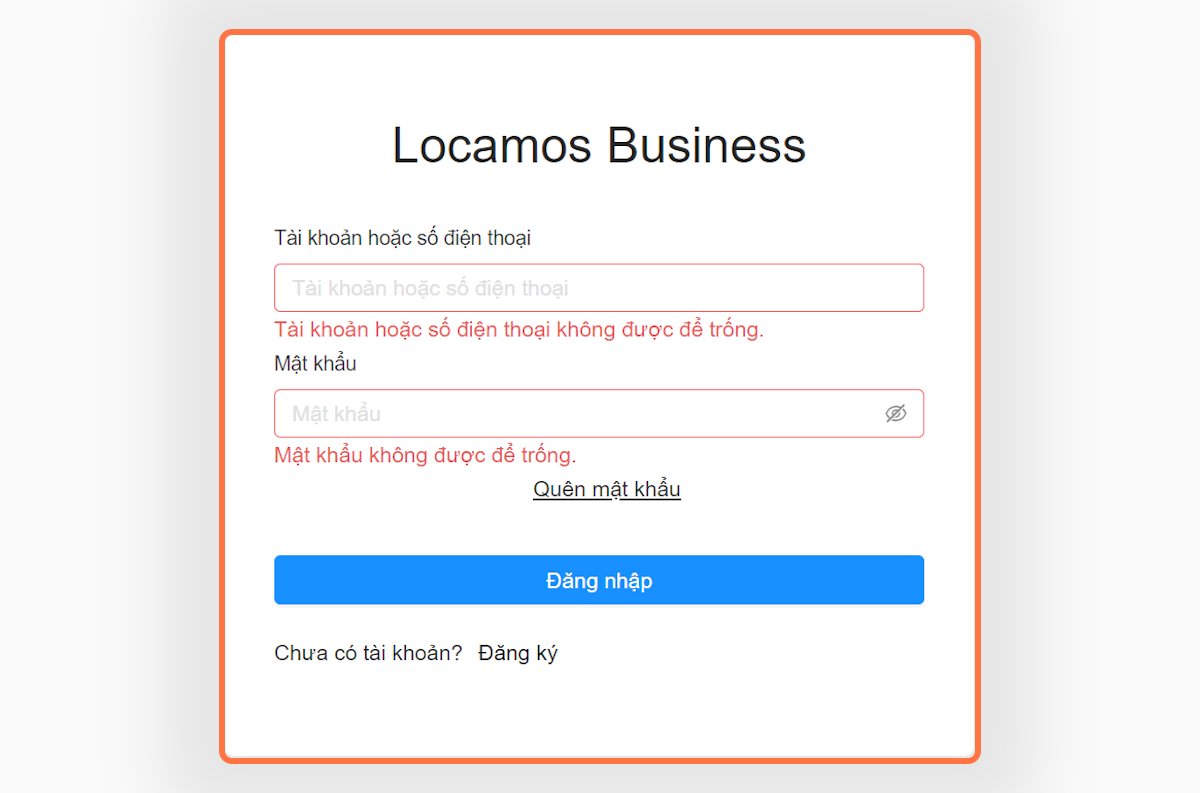 Locamos Business
Tài khoản hoặc số điện thoại
Tài khoản hoặc số điện thoại
Tài khoản hoặc số điện thoại không được để trống.
Mật khẩu
Mật khẩu
Mật khẩu không được để trống.
Quên mật khẩu
Đăng nhập
Chưa có tài khoản? Đăng ký